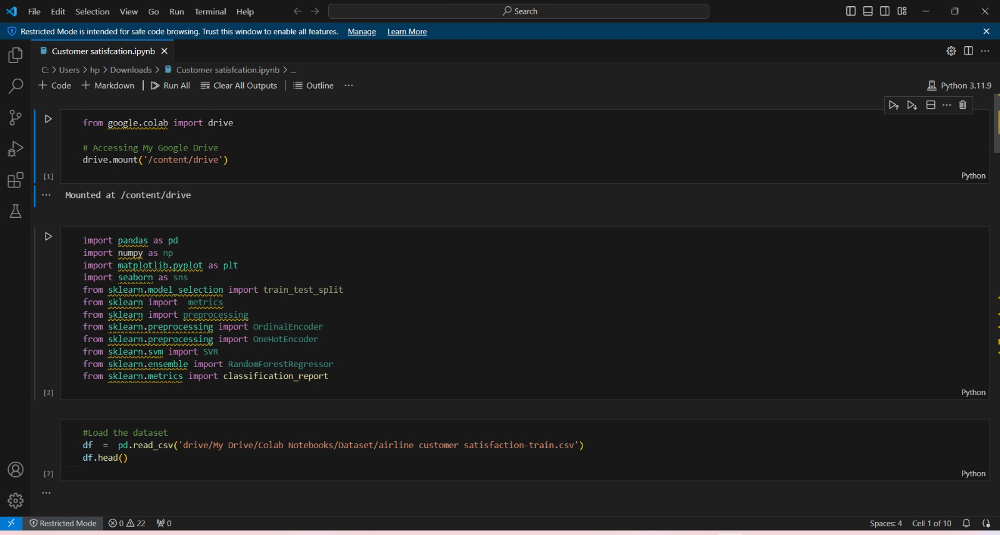 File Edit Selection View Go Run Terminal Help Search
Restricted Mode is intended for safe code browsing. Trust this window to enable all features. Manage Learn More
Customer satisfcation.ipynb
C: > Users > hp > Downloads > Customer satisfcation.ipynb > ...
+ Code + Markdown | Run All Clear All Outputs | Outline ... Python 3.11.9
from google.colab import drive
# Accessing My Google Drive
drive.mount('/content/drive')
[1] Python
... Mounted at /content/drive
import pandas as pd
import numpy as np
import matplotlib.pyplot as plt
import seaborn as sns
from sklearn.model_selection import train_test_split
from sklearn import  metrics
from sklearn import preprocessing
from sklearn.preprocessing import OrdinalEncoder
from sklearn.preprocessing import OneHotEncoder
from sklearn.svm import SVR
from sklearn.ensemble import RandomForestRegressor
from sklearn.metrics import classification_report
[2] Python
#Load the dataset
df  =  pd.read_csv('drive/My Drive/Colab Notebooks/Dataset/airline customer satisfaction-train.csv')
df.head()
[7] Python
...
Restricted Mode 0 22 0 Spaces: 4 Cell 1 of 10